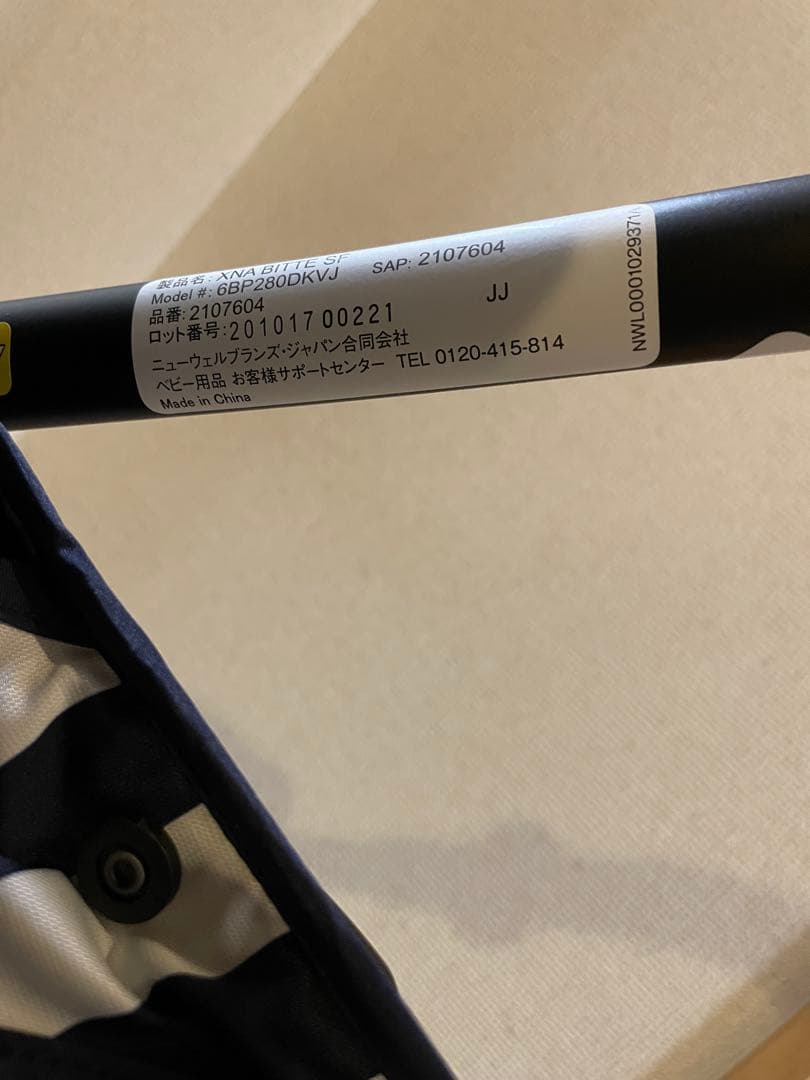 製品名: XNA BITTE SF
Model #: 6BP280DKVJ SAP: 2107604
品番: 2107604
ロット番号: 201017 00221 JJ
ニューウェルブランズ・ジャパン合同会社
ベビー用品 お客様サポートセンター TEL 0120-415-814
Made in China
NWL0001029371A
7